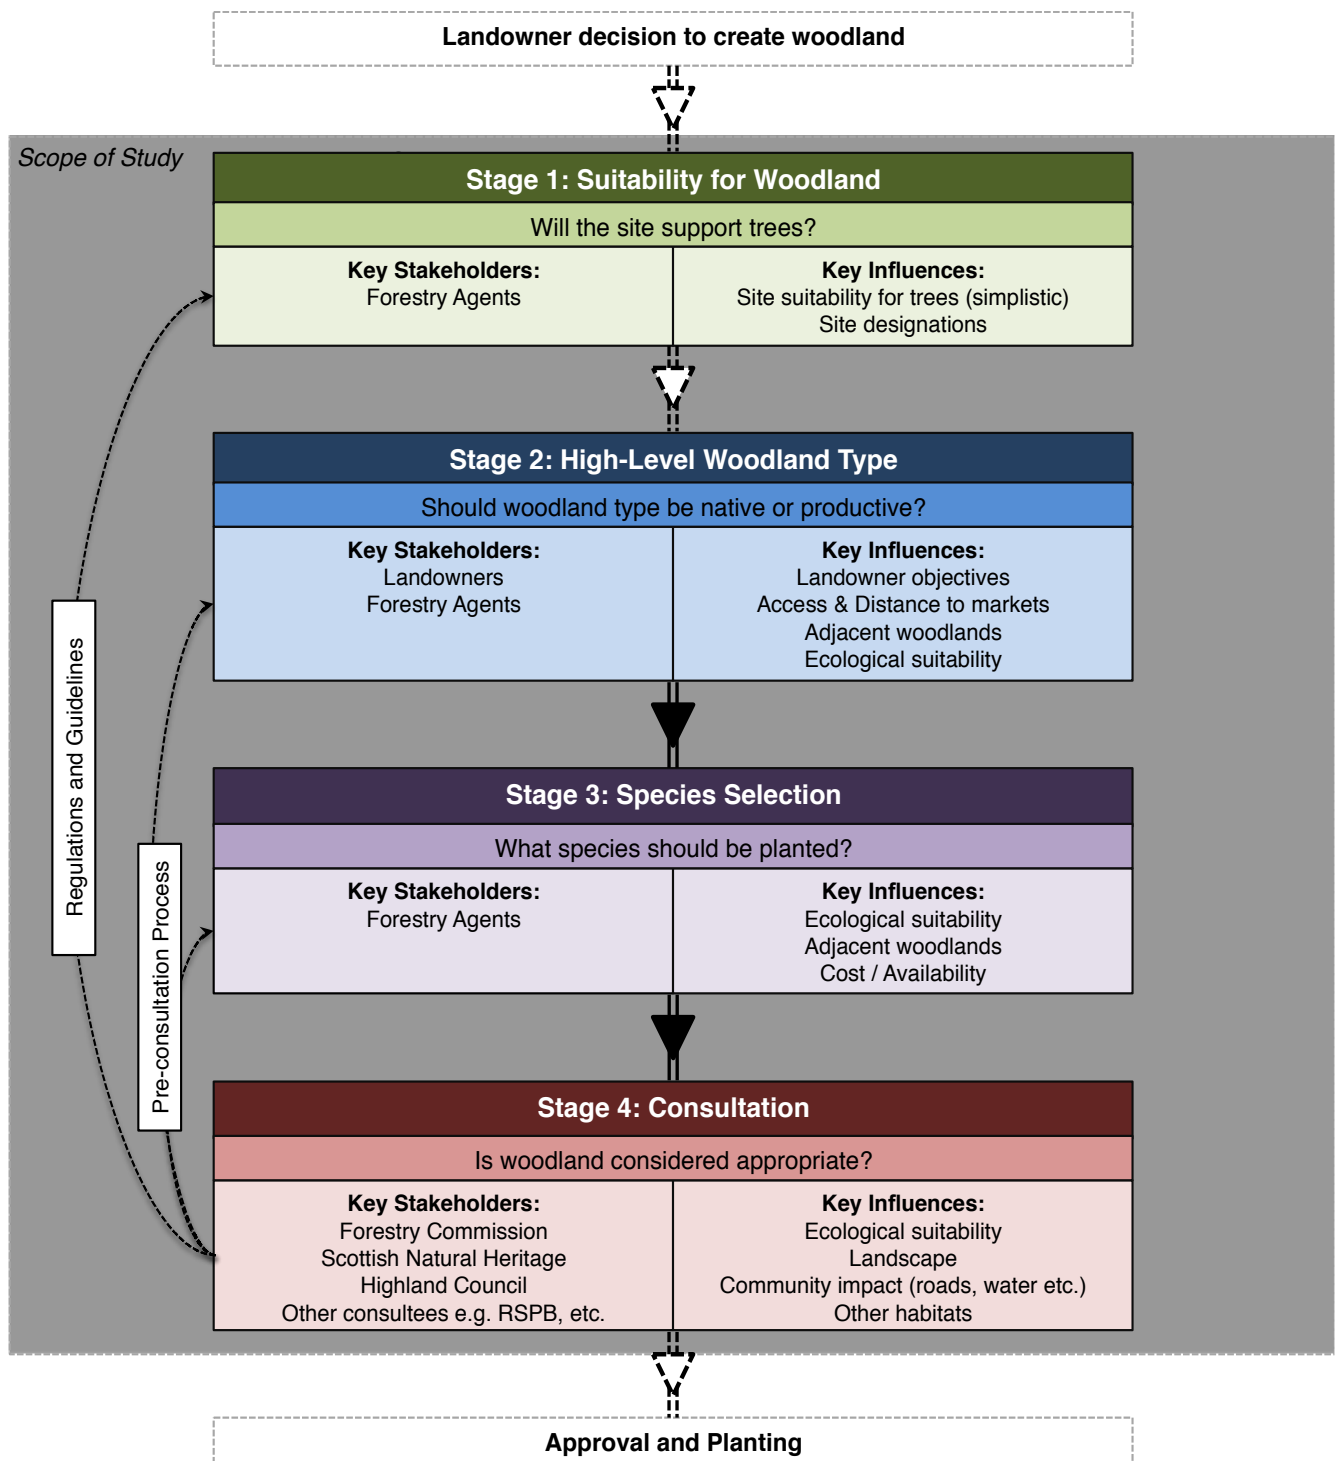 Landowner decision to create woodland
Scope of Study
Stage 1: Suitability for Woodland
Will the site support trees?
Key Stakeholders:
Forestry Agents
Key Influences:
Site suitability for trees (simplistic)
Site designations
Stage 2: High-Level Woodland Type
Should woodland type be native or productive?
Key Stakeholders:
Landowners
Forestry Agents
Key Influences:
Landowner objectives
Access & Distance to markets
Adjacent woodlands
Ecological suitability
Regulations and Guidelines
Pre-consultation Process
Stage 3: Species Selection
What species should be planted?
Key Stakeholders:
Forestry Agents
Key Influences:
Ecological suitability
Adjacent woodlands
Cost / Availability
Stage 4: Consultation
Is woodland considered appropriate?
Key Stakeholders:
Forestry Commission
Scottish Natural Heritage
Highland Council
Other consultees e.g. RSPB, etc.
Key Influences:
Ecological suitability
Landscape
Community impact (roads, water etc.)
Other habitats
Approval and Planting